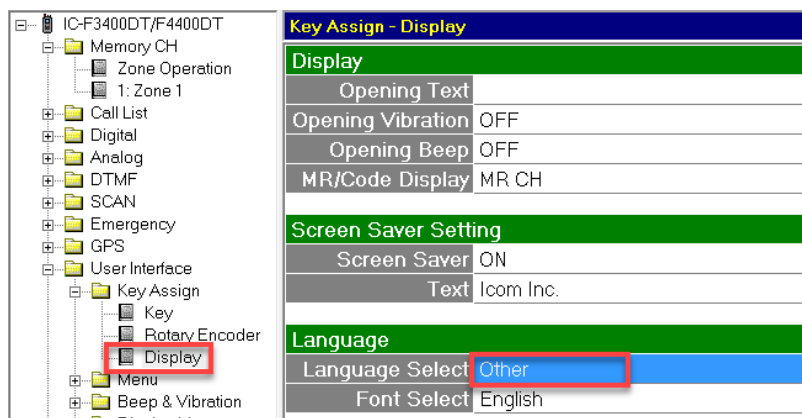 IC-F3400DT/F4400DT
Memory CH
Zone Operation
1: Zone 1
Call List
Digital
Analog
DTMF
SCAN
Emergency
GPS
User Interface
Key Assign
Key
Rotary Encoder
Display
Menu
Beep & Vibration
Key Assign - Display
Display
Opening Text
Opening Vibration OFF
Opening Beep OFF
MR/Code Display MR CH
Screen Saver Setting
Screen Saver ON
Text Icom Inc.
Language
Language Select Other
Font Select English